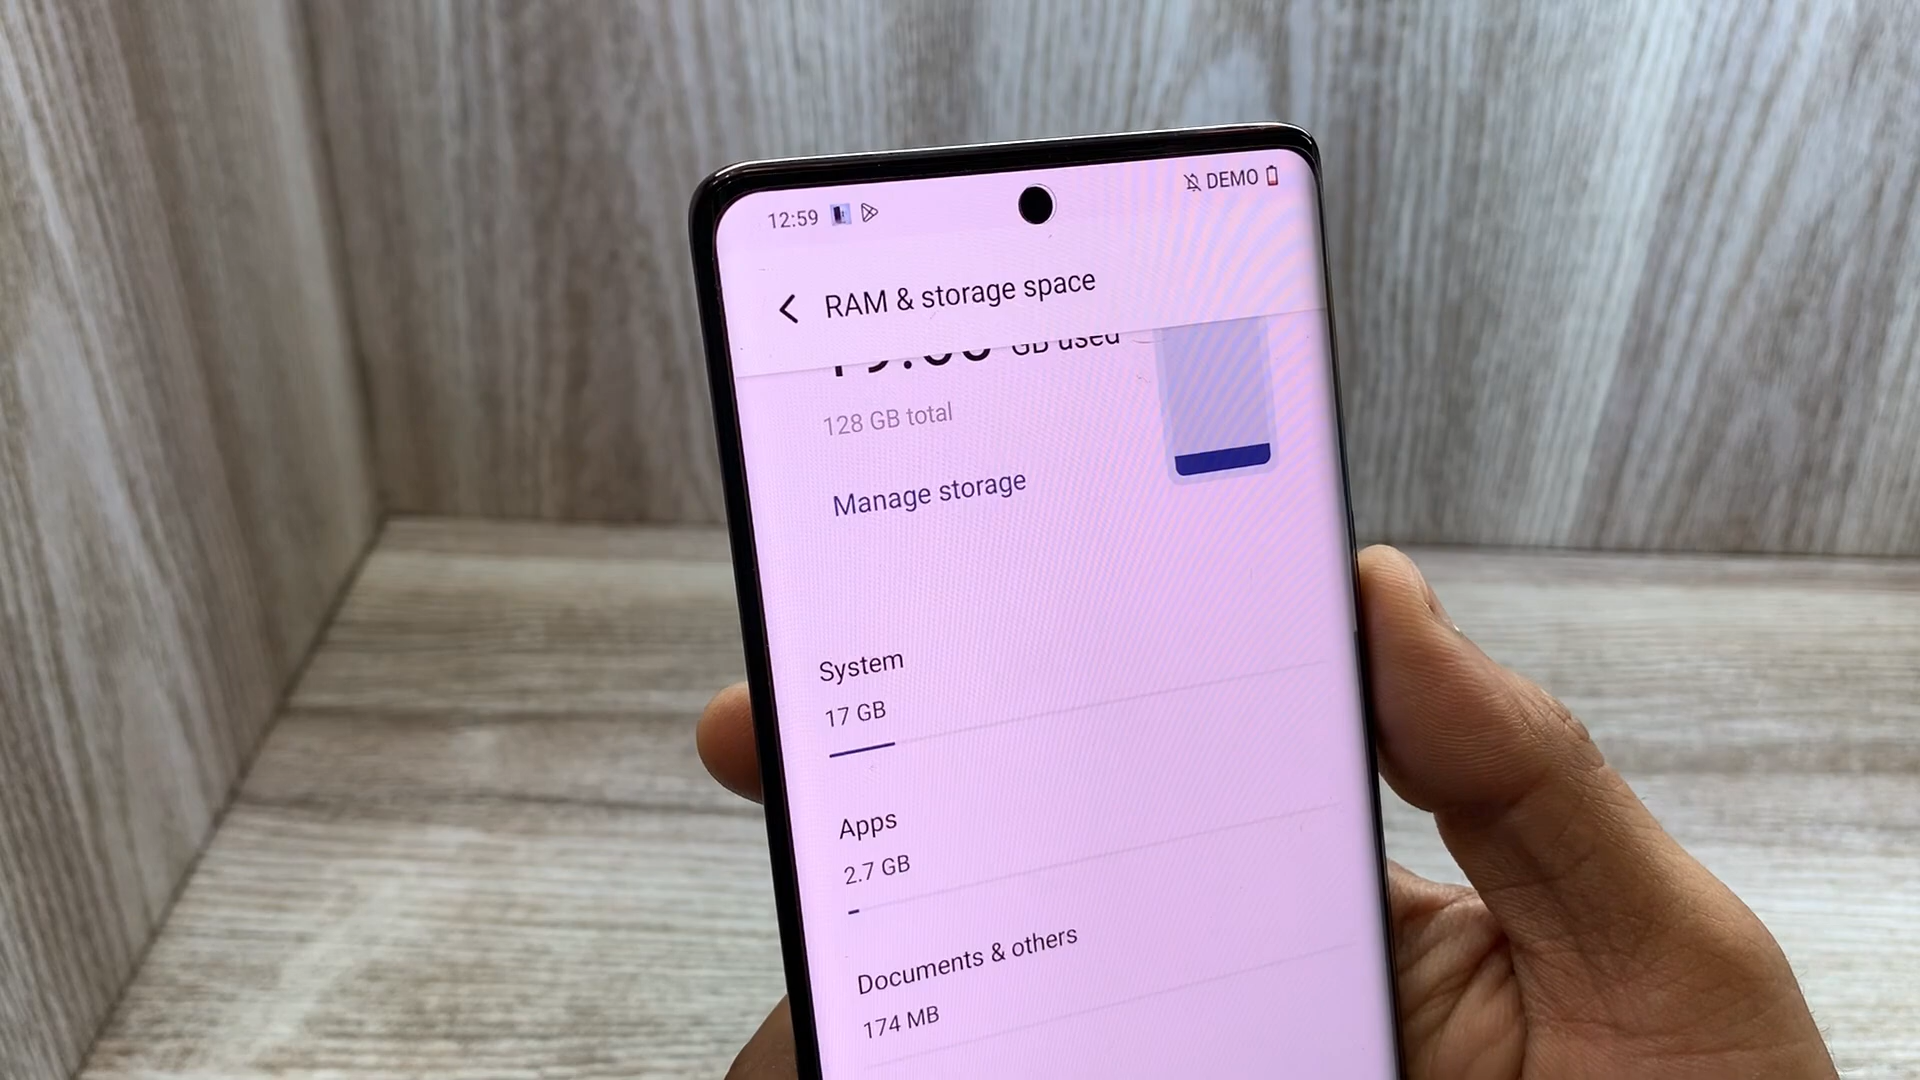 12:59 DEMO
RAM & storage space
GB used
128 GB total
Manage storage
System
17 GB
Apps
2.7 GB
Documents & others
174 MB